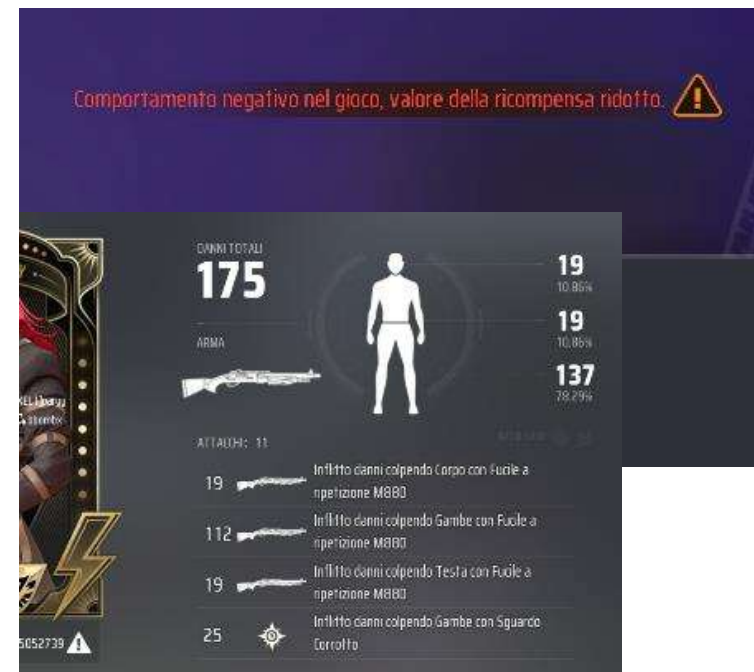 Comportamento negativo nel gioco, valore della ricompensa ridotto.
DANNI TOTALI
175
19
10.86%
19
10.86%
ARMA
137
78.29%
ATTACCHI: 11
19
Inflitto danni colpendo Corpo con Fucile a
ripetizione M880
112
Inflitto danni colpendo Gambe con Fucile a
ripetizione M880
19
Inflitto danni colpendo Testa con Fucile a
ripetizione M880
25
Inflitto danni colpendo Gambe con Sguardo
Corrotto
5052739